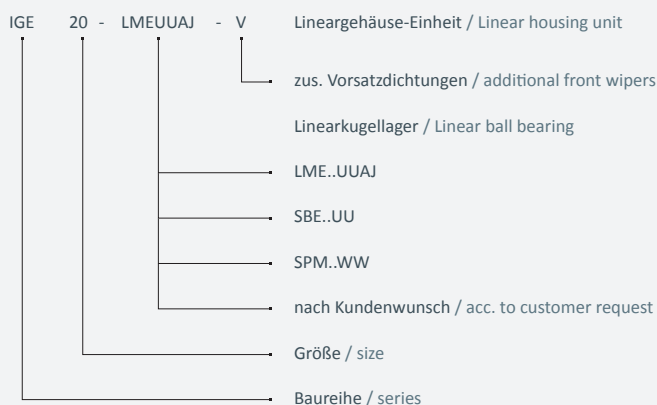 IGE 20 - LMEUUAJ - V Lineargehäuse-Einheit / Linear housing unit
zus. Vorsatzdichtungen / additional front wipers
Linearkugellager / Linear ball bearing
LME..UUAJ
SBE..UU
SPM..WW
nach Kundenwunsch / acc. to customer request
Größe / size
Baureihe / series